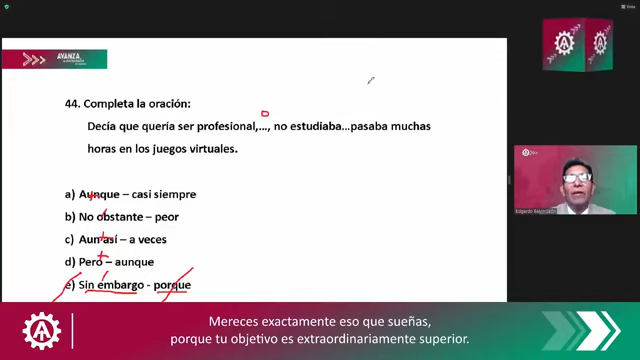 View
AVANZA
44. Completa la oración:
Decía que quería ser profesional,..., no estudiaba...pasaba muchas
horas en los juegos virtuales.
a) Aunque – casi siempre
b) No obstante – peor
c) Aun así – a veces
d) Pero – aunque
e) Sin embargo - porque
Mereces exactamente eso que sueñas,
porque tu objetivo es extraordinariamente superior.